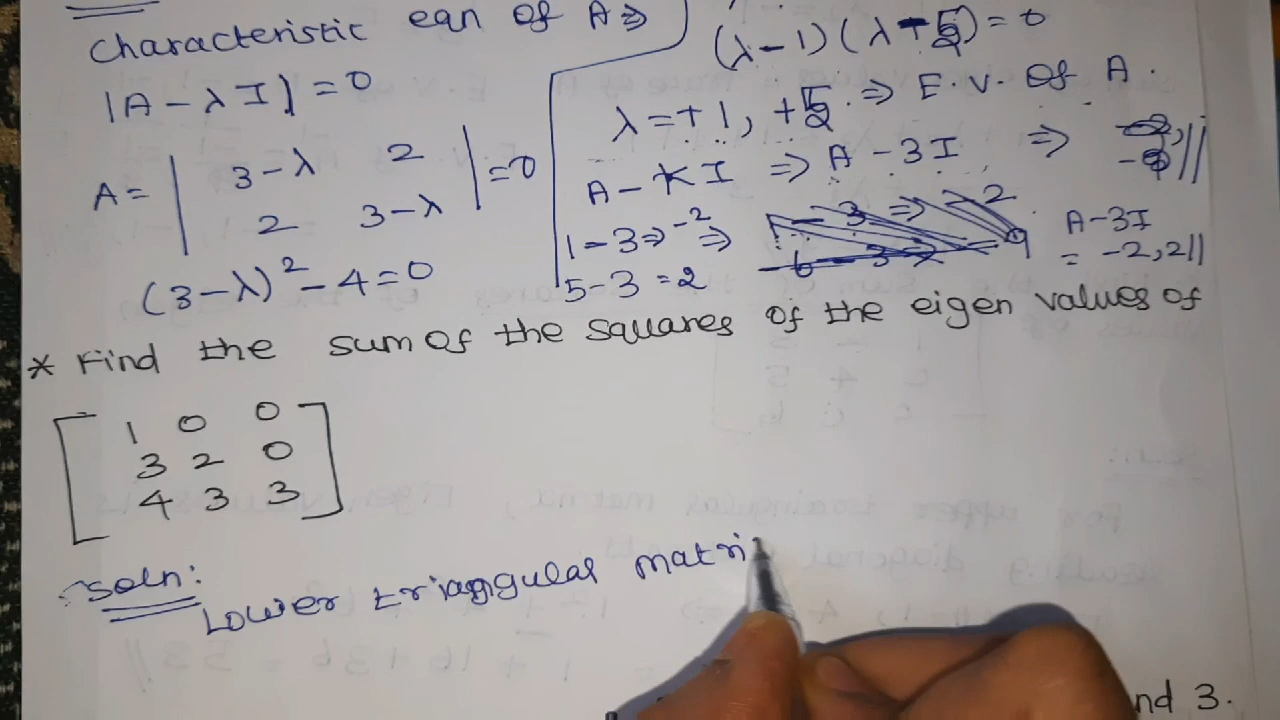 Characteristic eqn of A ⇒
|A - λI| = 0
A = | 3-λ 2 | = 0
2 3-λ
(3-λ)² - 4 = 0
(λ-1)(λ-5) = 0
λ = +1, +5 ⇒ E.V. of A.
A - KI ⇒ A - 3I ⇒
1-3 ⇒ -2 ⇒
5-3 = 2
A-3I
= -2, 2//
* Find the sum of the squares of the eigen values of
1 0 0
3 2 0
4 3 3
Soln:
Lower triangular matri
nd 3.